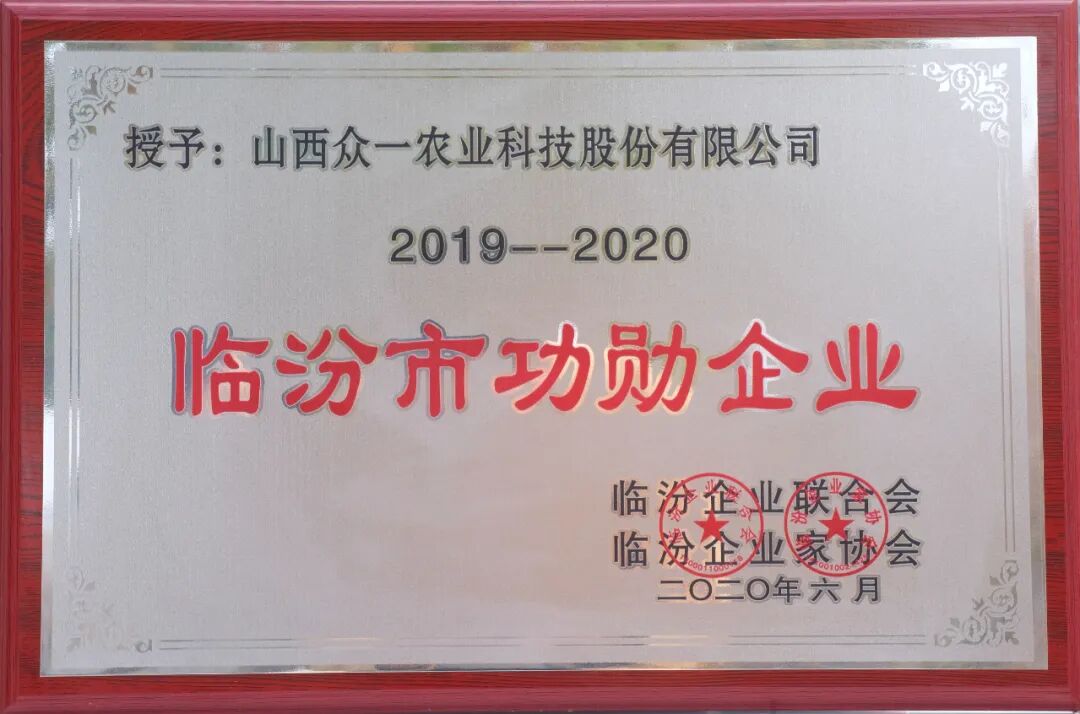 授予：山西众一农业科技股份有限公司
2019--2020
临汾市功勋企业
临汾企业联合会
临汾企业家协会
二〇二〇年六月